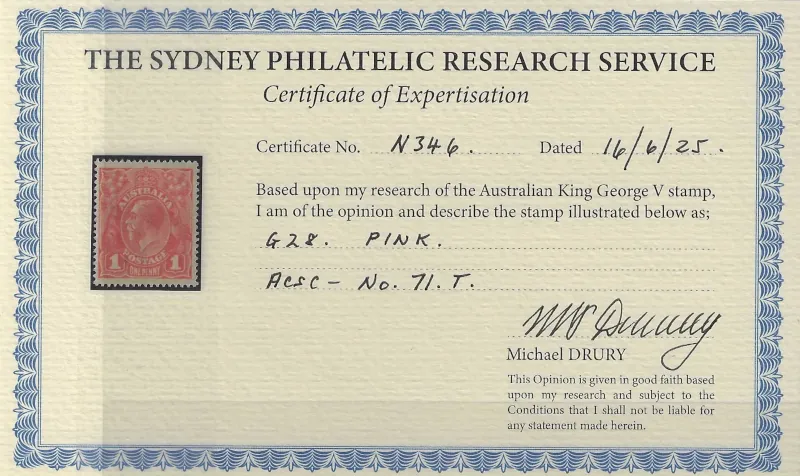 THE SYDNEY PHILATELIC RESEARCH SERVICE
Certificate of Expertisation
Certificate No. N346. Dated 16/6/25.
Based upon my research of the Australian King George V stamp,
I am of the opinion and describe the stamp illustrated below as;
G28. PINK.
ACSC - No. 71. T.
AUSTRALIA
POSTAGE
1 ONE PENNY 1
Michael DRURY
This Opinion is given in good faith based
upon my research and subject to the
Conditions that I shall not be liable for
any statement made herein.